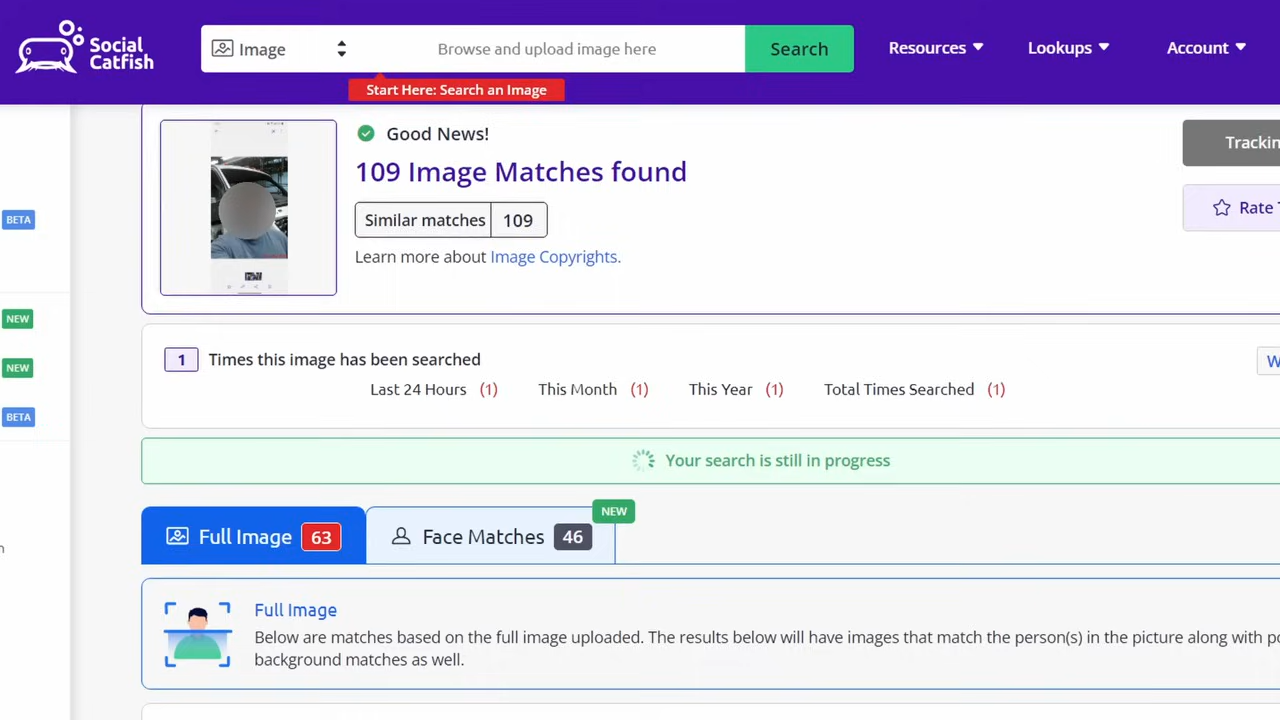 Social
Catfish
Image
Browse and upload image here
Search
Resources
Lookups
Account
Start Here: Search an Image
Good News!
109 Image Matches found
Similar matches 109
Learn more about Image Copyrights.
Trackin
Rate
BETA
NEW
NEW
BETA
1 Times this image has been searched
Last 24 Hours (1) This Month (1) This Year (1) Total Times Searched (1)
W
Your search is still in progress
Full Image 63
Face Matches 46
NEW
n
Full Image
Below are matches based on the full image uploaded. The results below will have images that match the person(s) in the picture along with
background matches as well.